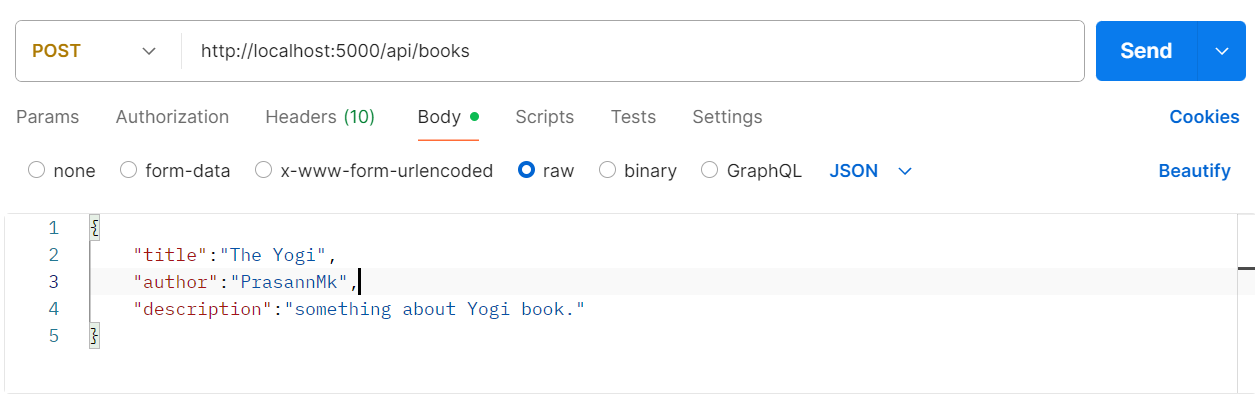 POST http://localhost:5000/api/books Send
Params Authorization Headers (10) Body Scripts Tests Settings Cookies
none form-data x-www-form-urlencoded raw binary GraphQL JSON Beautify
1 {
2 "title":"The Yogi",
3 "author":"PrasannMk",
4 "description":"something about Yogi book."
5 }